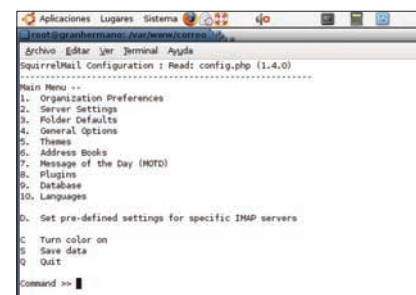 Aplicaciones Lugares Sistema
root@granhermano: /var/www/correo
Archivo Editar Ver Terminal Ayuda
SquirrelMail Configuration : Read: config.php (1.4.0)
---------------------------------------------------------
Main Menu --
1. Organization Preferences
2. Server Settings
3. Folder Defaults
4. General Options
5. Themes
6. Address Books
7. Message of the Day (MOTD)
8. Plugins
9. Database
10. Languages
D. Set pre-defined settings for specific IMAP servers
C Turn color on
S Save data
Q Quit
Command >>